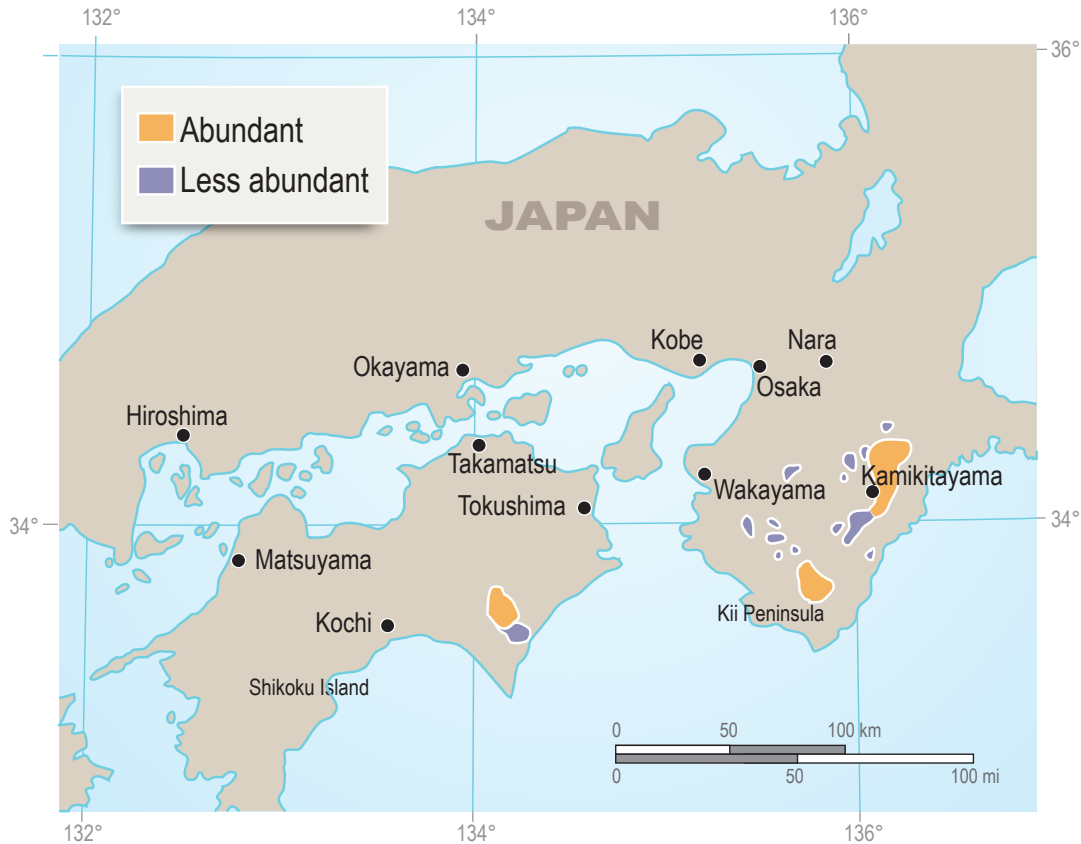 132°
134°
136°
36°
Abundant
Less abundant
JAPAN
Kobe
Nara
Okayama
Osaka
Hiroshima
Takamatsu
Kamikitayama
Tokushima
Wakayama
34°
34°
Matsuyama
Kochi
Kii Peninsula
Shikoku Island
0 50 100 km
0 50 100 mi
132°
134°
136°